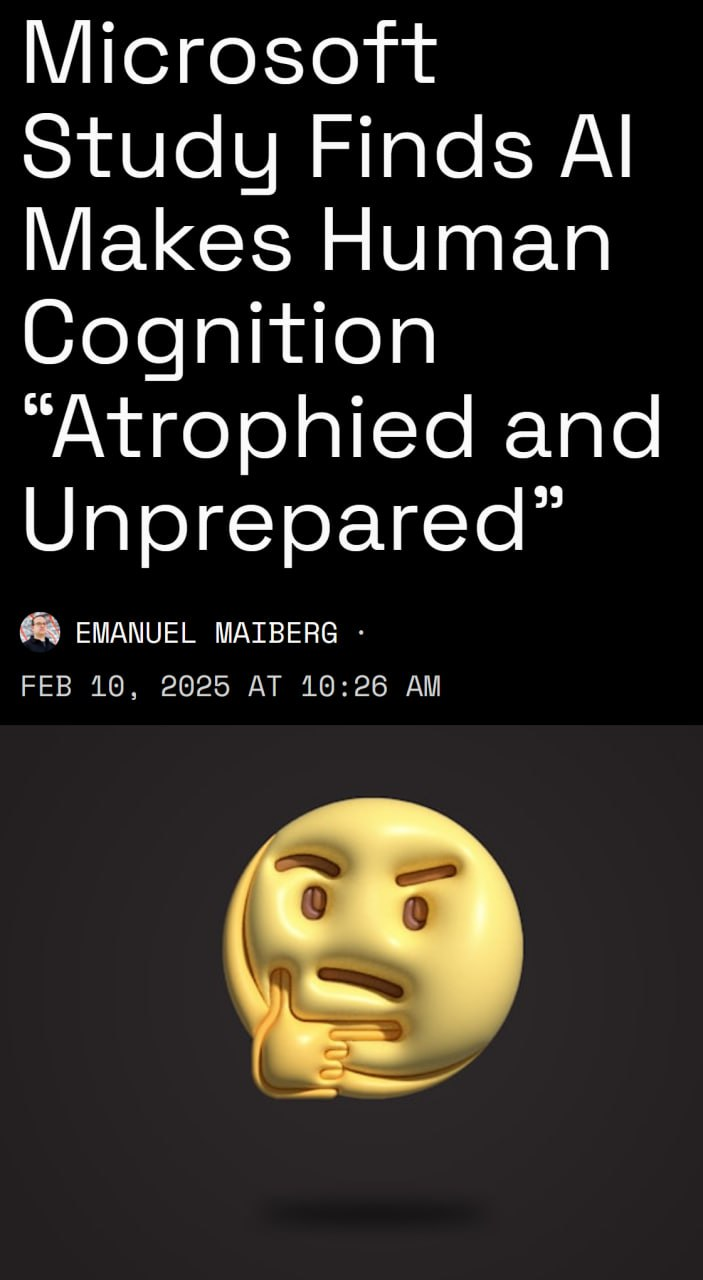 Microsoft
Study Finds AI
Makes Human
Cognition
“Atrophied and
Unprepared”
EMANUEL MAIBERG ·
FEB 10, 2025 AT 10:26 AM